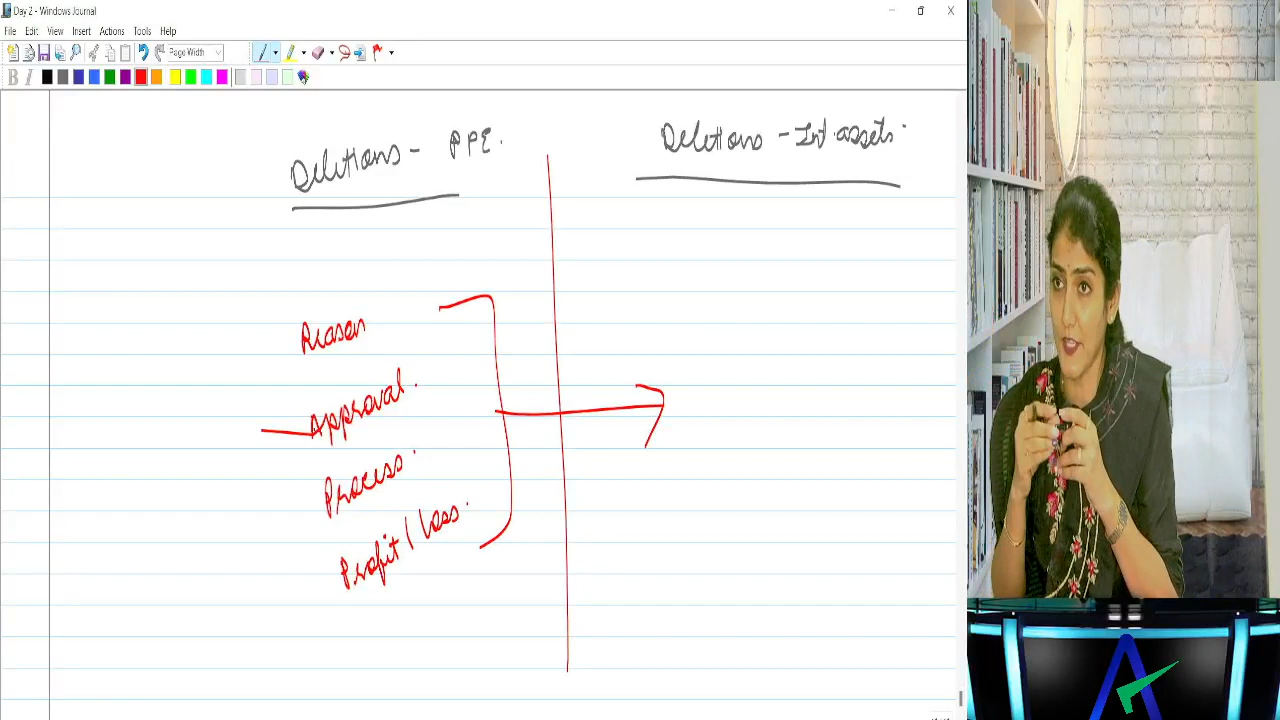 Day 2 - Windows Journal
File Edit View Insert Actions Tools Help
Page Width
B I
Deletions - PPE.
Deletions - Int. assets.
Reason
Approval.
Process.
Profit / Loss.